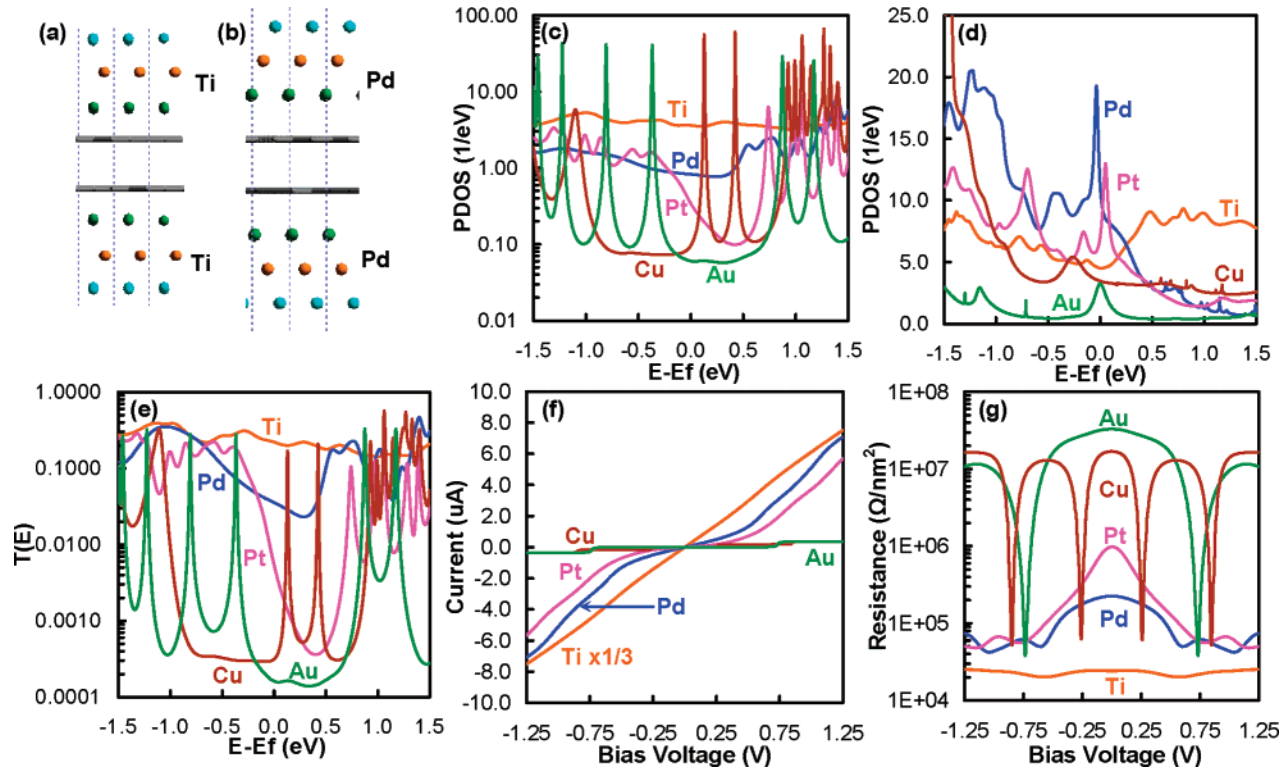 (a)
Ti
Ti
(b)
Pd
Pd
(c)
PDOS (1/eV)
100.00
10.00
1.00
0.10
0.01
Ti
Pd
Pt
Cu
Au
-1.5 -1.0 -0.5 0.0 0.5 1.0 1.5
E-Ef (eV)
(d)
PDOS (1/eV)
25.0
20.0
15.0
10.0
5.0
0.0
Pd
Pt
Ti
Cu
Au
-1.5 -1.0 -0.5 0.0 0.5 1.0 1.5
E-Ef (eV)
(e)
T(E)
1.0000
0.1000
0.0100
0.0010
0.0001
Ti
Pd
Pt
Cu
Au
-1.5 -1.0 -0.5 0.0 0.5 1.0 1.5
E-Ef (eV)
(f)
Current (uA)
10.0
8.0
6.0
4.0
2.0
0.0
-2.0
-4.0
-6.0
-8.0
-10.0
Cu
Au
Pt
Pd
Ti x1/3
-1.25 -0.75 -0.25 0.25 0.75 1.25
Bias Voltage (V)
(g)
Resistance (Ω/nm²)
1E+08
1E+07
1E+06
1E+05
1E+04
Au
Cu
Pt
Pd
Ti
-1.25 -0.75 -0.25 0.25 0.75 1.25
Bias Voltage (V)